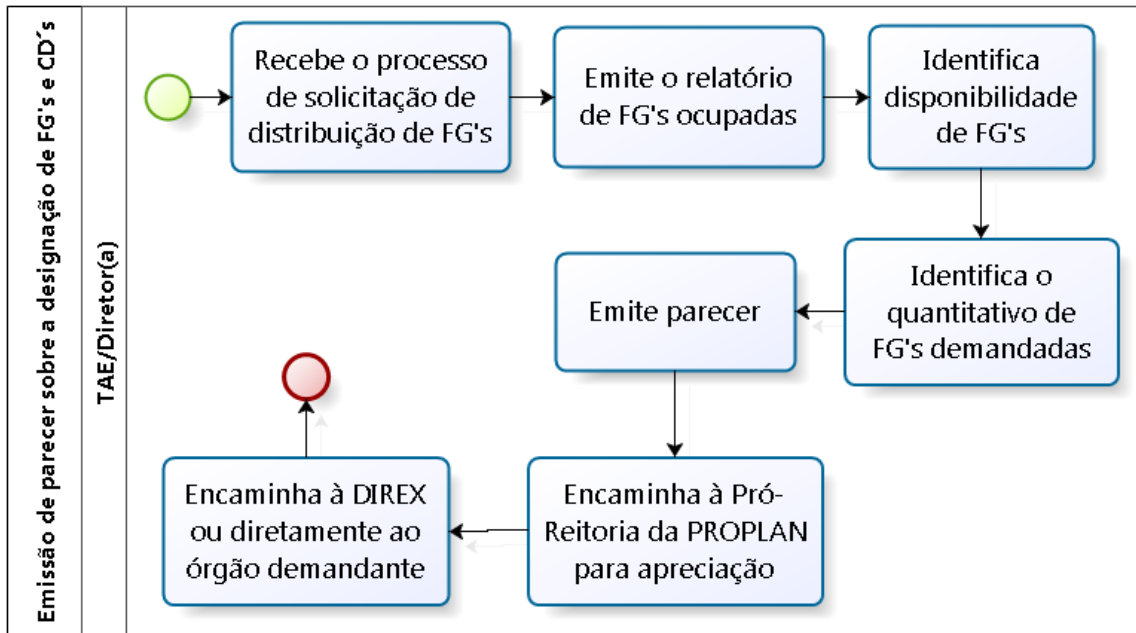 Emissão de parecer sobre a designação de FG's e CD´s
TAE/Diretor(a)
Recebe o processo
de solicitação de
distribuição de FG's
Emite o relatório
de FG's ocupadas
Identifica
disponibilidade
de FG's
Identifica o
quantitativo de
FG's demandadas
Emite parecer
Encaminha à Pró-
Reitoria da PROPLAN
para apreciação
Encaminha à DIREX
ou diretamente ao
órgão demandante